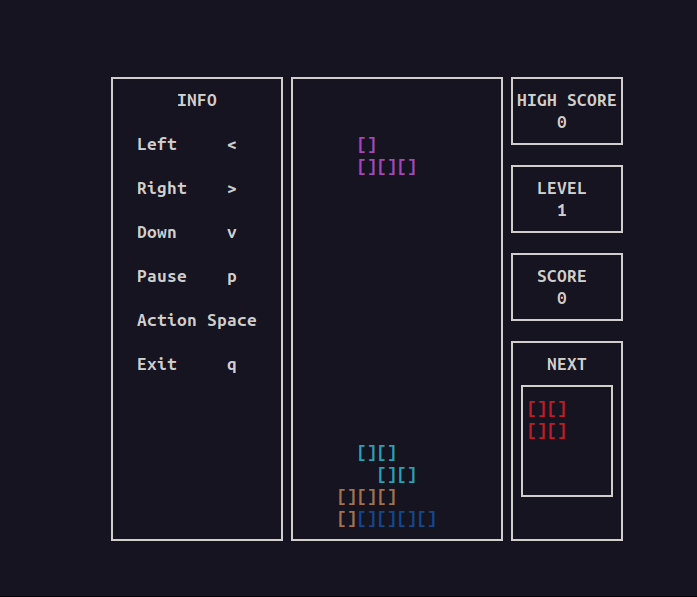 INFO
Left <
Right >
Down v
Pause p
Action Space
Exit q
[]
[][][]
[][]
[][]
[][][]
[][][][][]
HIGH SCORE
0
LEVEL
1
SCORE
0
NEXT
[][]
[][]